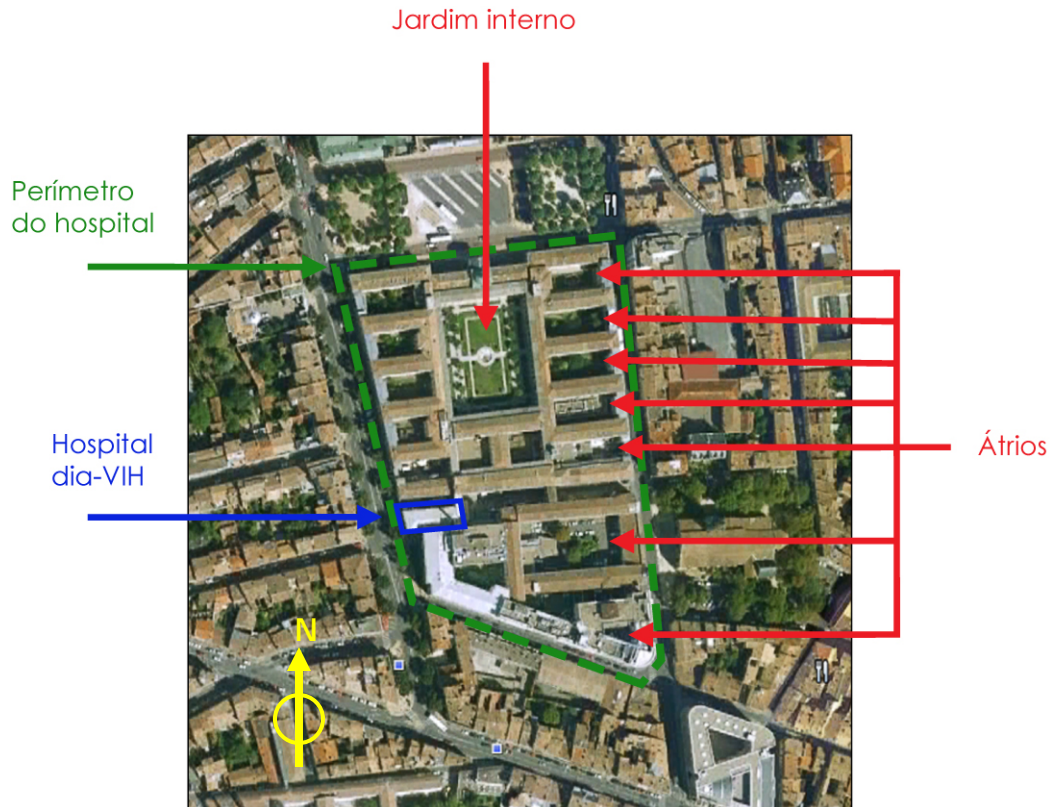 Jardim interno
Perímetro
do hospital
Hospital
dia-VIH
Átrios
N